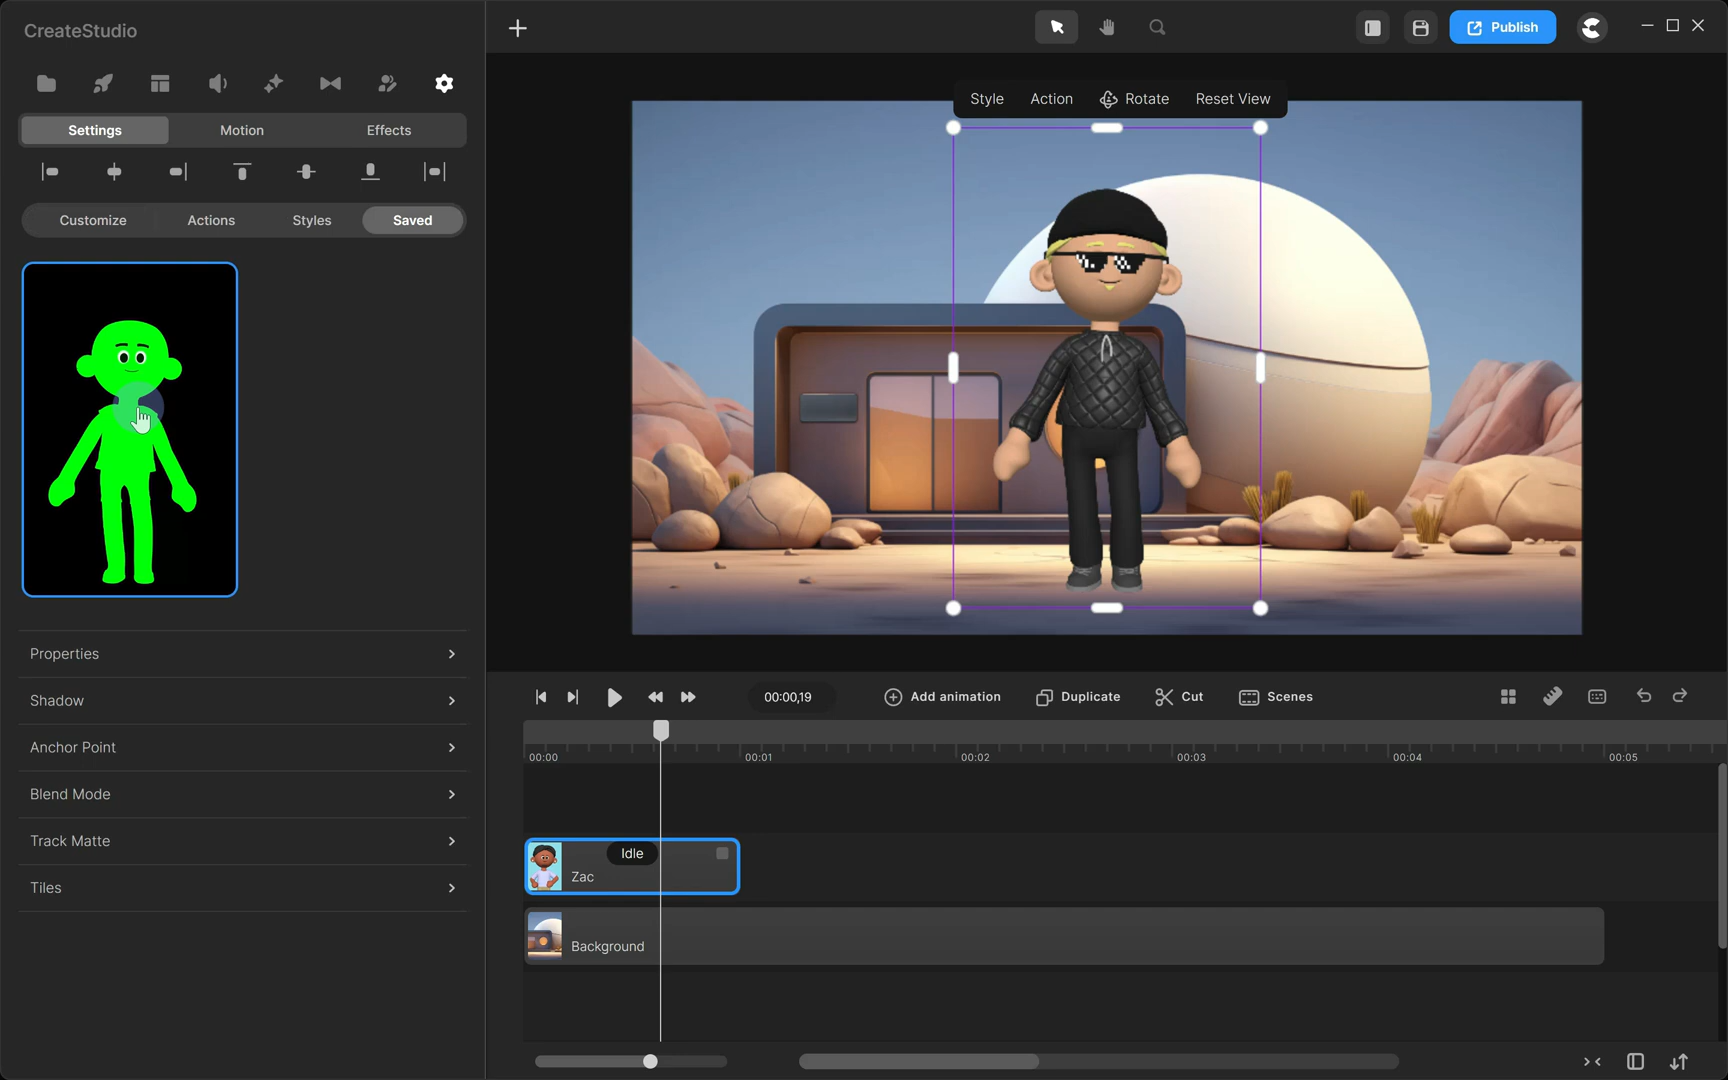 CreateStudio
Publish
Settings
Motion
Effects
Customize
Actions
Styles
Saved
Style
Action
Rotate
Reset View
Properties
Shadow
Anchor Point
Blend Mode
Track Matte
Tiles
00:00,19
Add animation
Duplicate
Cut
Scenes
00:00
00:01
00:02
00:03
00:04
00:05
Idle
Zac
Background